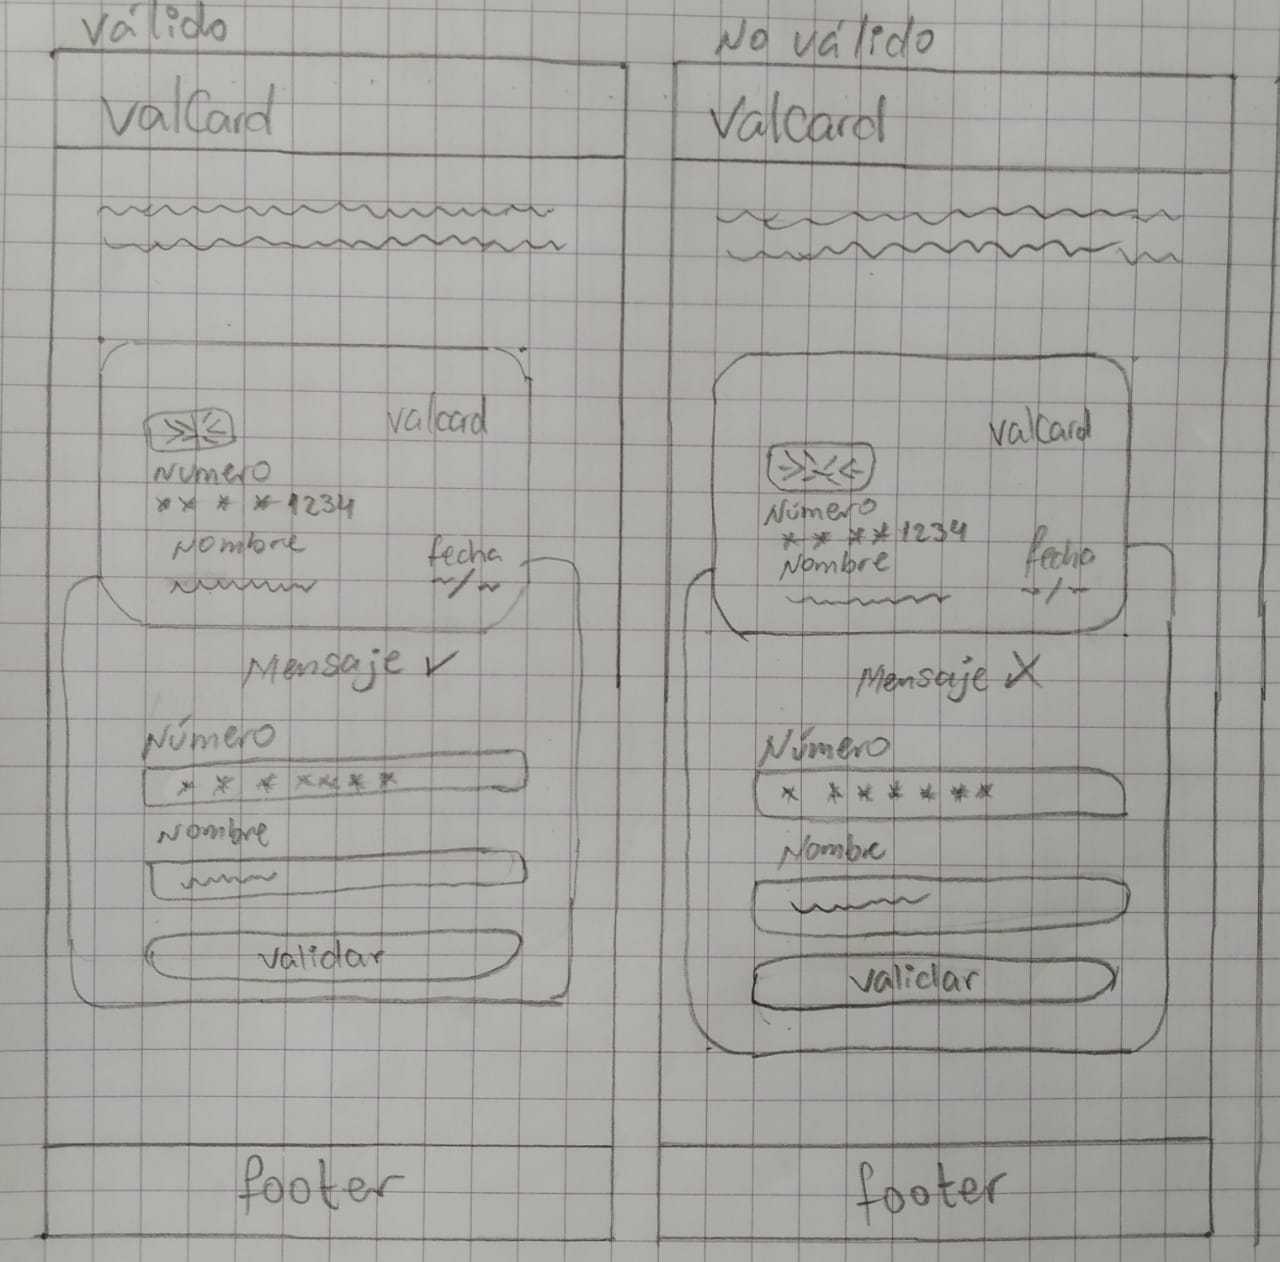 Válido
ValCard
Valcard
Número
* * * * 1234
Nombre
fecha
Mensaje ✓
Número
* * * * * * *
Nombre
Validar
footer
No válido
Valcard
Valcard
Número
* * * * 1234
Nombre
fecha
Mensaje X
Número
* * * * * * *
Nombre
Validar
footer